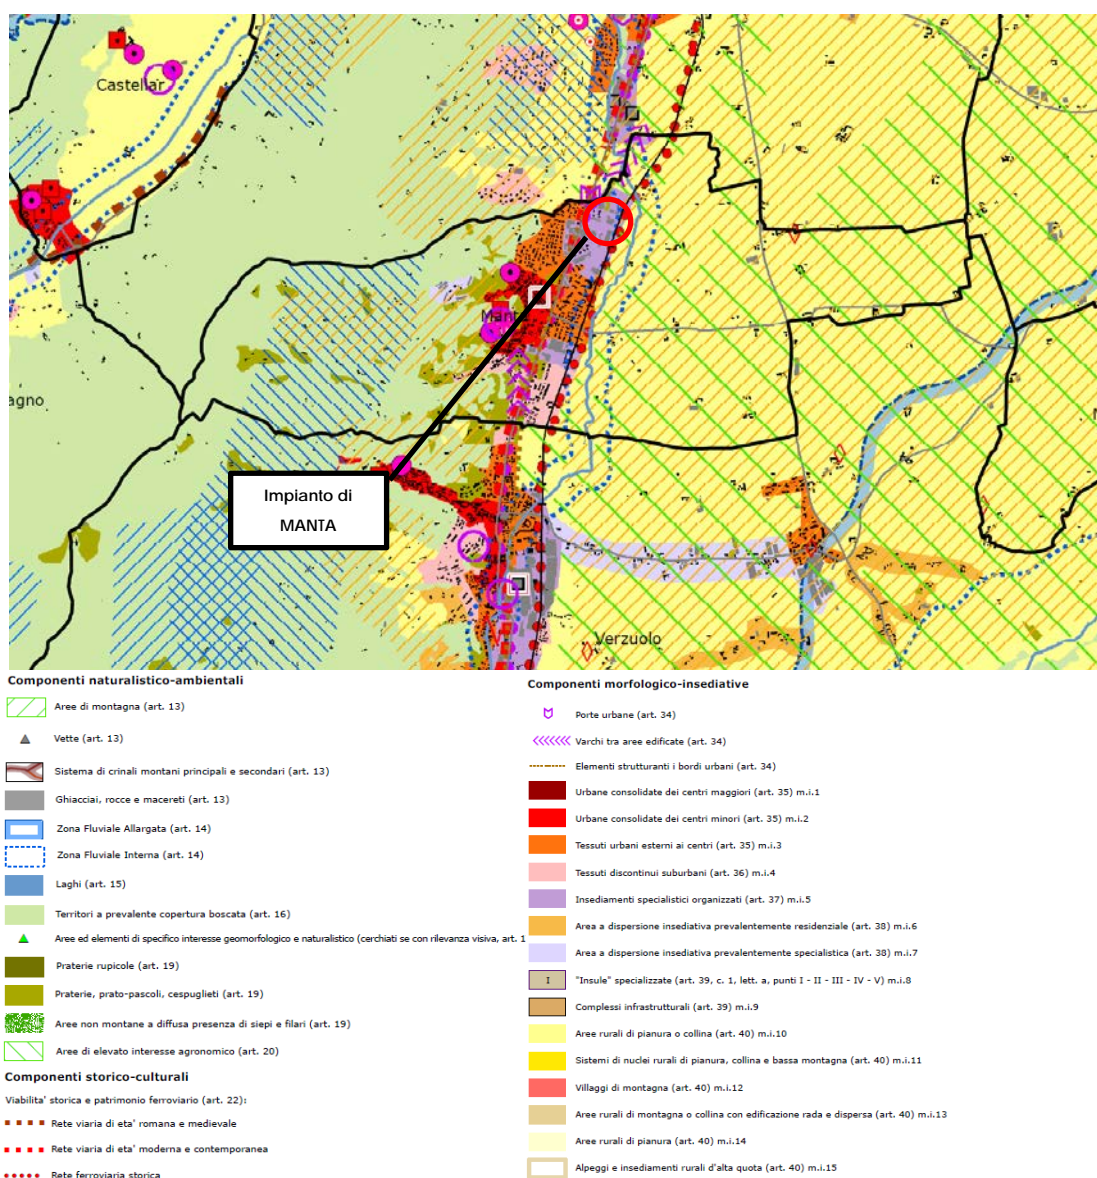 Castellar
Manta
agno
Impianto di
MANTA
Verzuolo
Componenti naturalistico-ambientali
Aree di montagna (art. 13)
Vette (art. 13)
Sistema di crinali montani principali e secondari (art. 13)
Ghiacciai, rocce e macereti (art. 13)
Zona Fluviale Allargata (art. 14)
Zona Fluviale Interna (art. 14)
Laghi (art. 15)
Territori a prevalente copertura boscata (art. 16)
Aree ed elementi di specifico interesse geomorfologico e naturalistico (cerchiati se con rilevanza visiva, art. 1
Praterie rupicole (art. 19)
Praterie, prato-pascoli, cespuglieti (art. 19)
Aree non montane a diffusa presenza di siepi e filari (art. 19)
Aree di elevato interesse agronomico (art. 20)
Componenti storico-culturali
Viabilita' storica e patrimonio ferroviario (art. 22):
Rete viaria di eta' romana e medievale
Rete viaria di eta' moderna e contemporanea
Rete ferroviaria storica
Componenti morfologico-insediative
Porte urbane (art. 34)
Varchi tra aree edificate (art. 34)
Elementi strutturanti i bordi urbani (art. 34)
Urbane consolidate dei centri maggiori (art. 35) m.i.1
Urbane consolidate dei centri minori (art. 35) m.i.2
Tessuti urbani esterni ai centri (art. 35) m.i.3
Tessuti discontinui suburbani (art. 36) m.i.4
Insediamenti specialistici organizzati (art. 37) m.i.5
Area a dispersione insediativa prevalentemente residenziale (art. 38) m.i.6
Area a dispersione insediativa prevalentemente specialistica (art. 38) m.i.7
I "Insule" specializzate (art. 39, c. 1, lett. a, punti I - II - III - IV - V) m.i.8
Complessi infrastrutturali (art. 39) m.i.9
Aree rurali di pianura o collina (art. 40) m.i.10
Sistemi di nuclei rurali di pianura, collina e bassa montagna (art. 40) m.i.11
Villaggi di montagna (art. 40) m.i.12
Aree rurali di montagna o collina con edificazione rada e dispersa (art. 40) m.i.13
Aree rurali di pianura (art. 40) m.i.14
Alpeggi e insediamenti rurali d'alta quota (art. 40) m.i.15